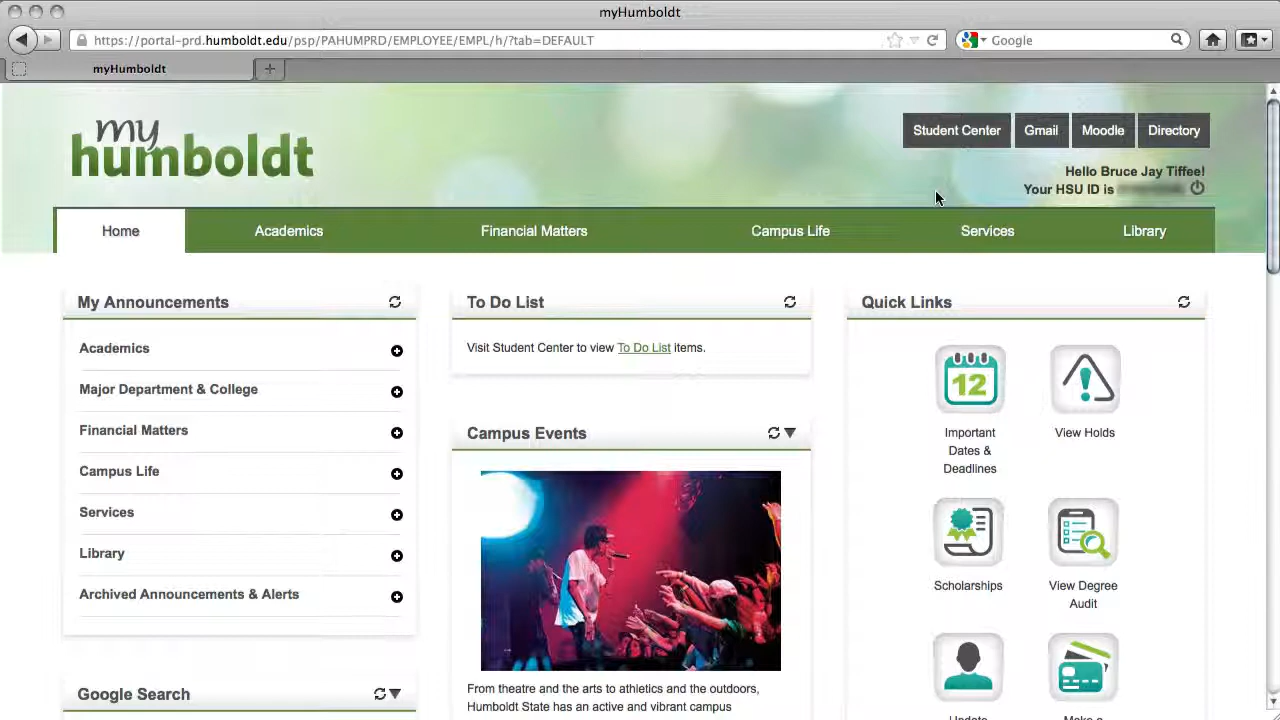 myHumboldt
https://portal-prd.humboldt.edu/psp/PAHUMPRD/EMPLOYEE/EMPL/h/?tab=DEFAULT
Google
myHumboldt
my
humboldt
Student Center
Gmail
Moodle
Directory
Hello Bruce Jay Tiffee!
Your HSU ID is
Home
Academics
Financial Matters
Campus Life
Services
Library
My Announcements
Academics
Major Department & College
Financial Matters
Campus Life
Services
Library
Archived Announcements & Alerts
Google Search
To Do List
Visit Student Center to view To Do List items.
Campus Events
From theatre and the arts to athletics and the outdoors,
Humboldt State has an active and vibrant campus
Quick Links
12
Important
Dates &
Deadlines
View Holds
Scholarships
View Degree
Audit
Update
Make a